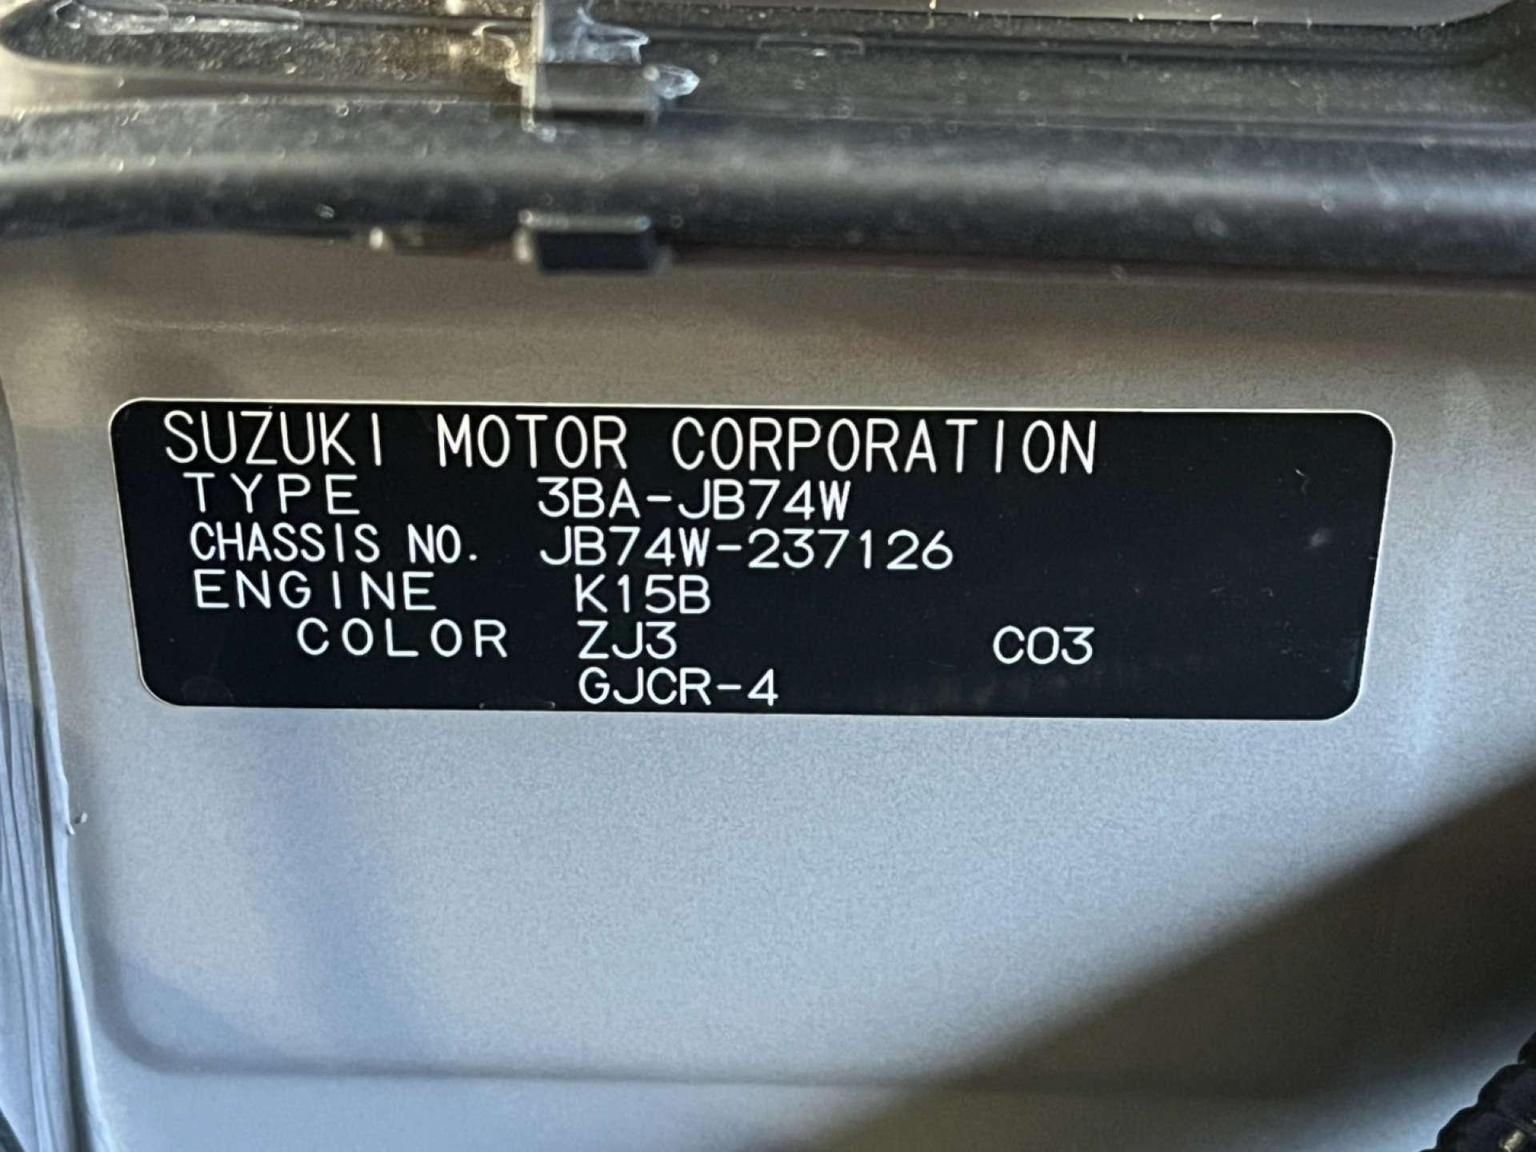 SUZUKI MOTOR CORPORATION
TYPE 3BA-JB74W
CHASSIS NO. JB74W-237126
ENGINE K15B
COLOR ZJ3 C03
GJCR-4